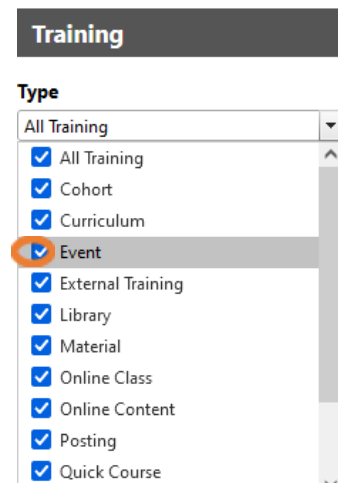 Training
Type
All Training
All Training
Cohort
Curriculum
Event
External Training
Library
Material
Online Class
Online Content
Posting
Quick Course